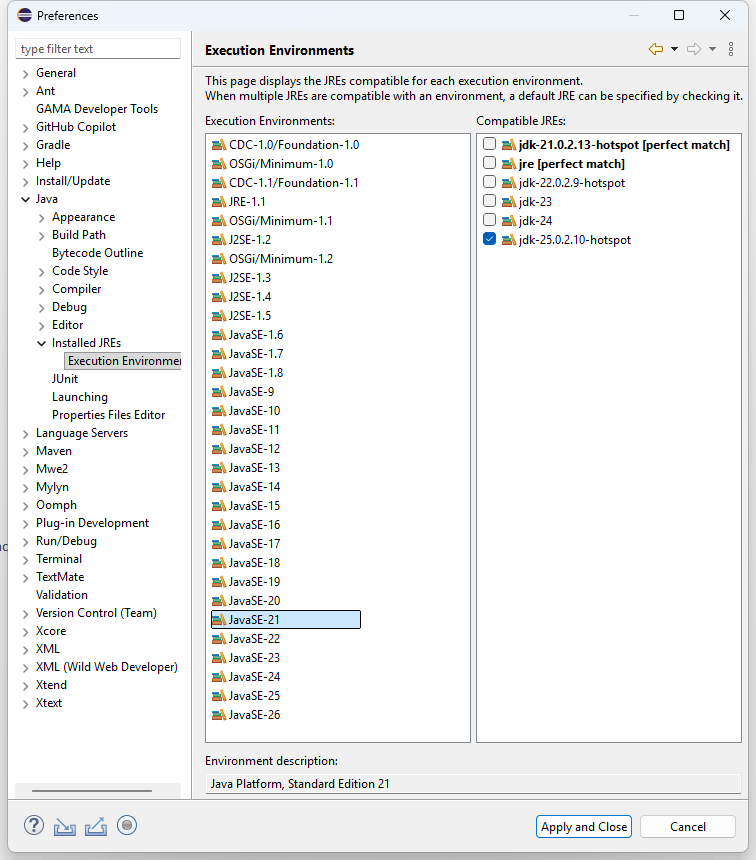 Preferences
type filter text
General
Ant
GAMA Developer Tools
GitHub Copilot
Gradle
Help
Install/Update
Java
Appearance
Build Path
Bytecode Outline
Code Style
Compiler
Debug
Editor
Installed JREs
Execution Environmen
JUnit
Launching
Properties Files Editor
Language Servers
Maven
Mwe2
Mylyn
Oomph
Plug-in Development
Run/Debug
Terminal
TextMate
Validation
Version Control (Team)
Xcore
XML
XML (Wild Web Developer)
Xtend
Xtext
Execution Environments
This page displays the JREs compatible for each execution environment.
When multiple JREs are compatible with an environment, a default JRE can be specified by checking it.
Execution Environments:
CDC-1.0/Foundation-1.0
OSGi/Minimum-1.0
CDC-1.1/Foundation-1.1
JRE-1.1
OSGi/Minimum-1.1
J2SE-1.2
OSGi/Minimum-1.2
J2SE-1.3
J2SE-1.4
J2SE-1.5
JavaSE-1.6
JavaSE-1.7
JavaSE-1.8
JavaSE-9
JavaSE-10
JavaSE-11
JavaSE-12
JavaSE-13
JavaSE-14
JavaSE-15
JavaSE-16
JavaSE-17
JavaSE-18
JavaSE-19
JavaSE-20
JavaSE-21
JavaSE-22
JavaSE-23
JavaSE-24
JavaSE-25
JavaSE-26
Compatible JREs:
jdk-21.0.2.13-hotspot [perfect match]
jre [perfect match]
jdk-22.0.2.9-hotspot
jdk-23
jdk-24
jdk-25.0.2.10-hotspot
Environment description:
Java Platform, Standard Edition 21
Apply and Close
Cancel